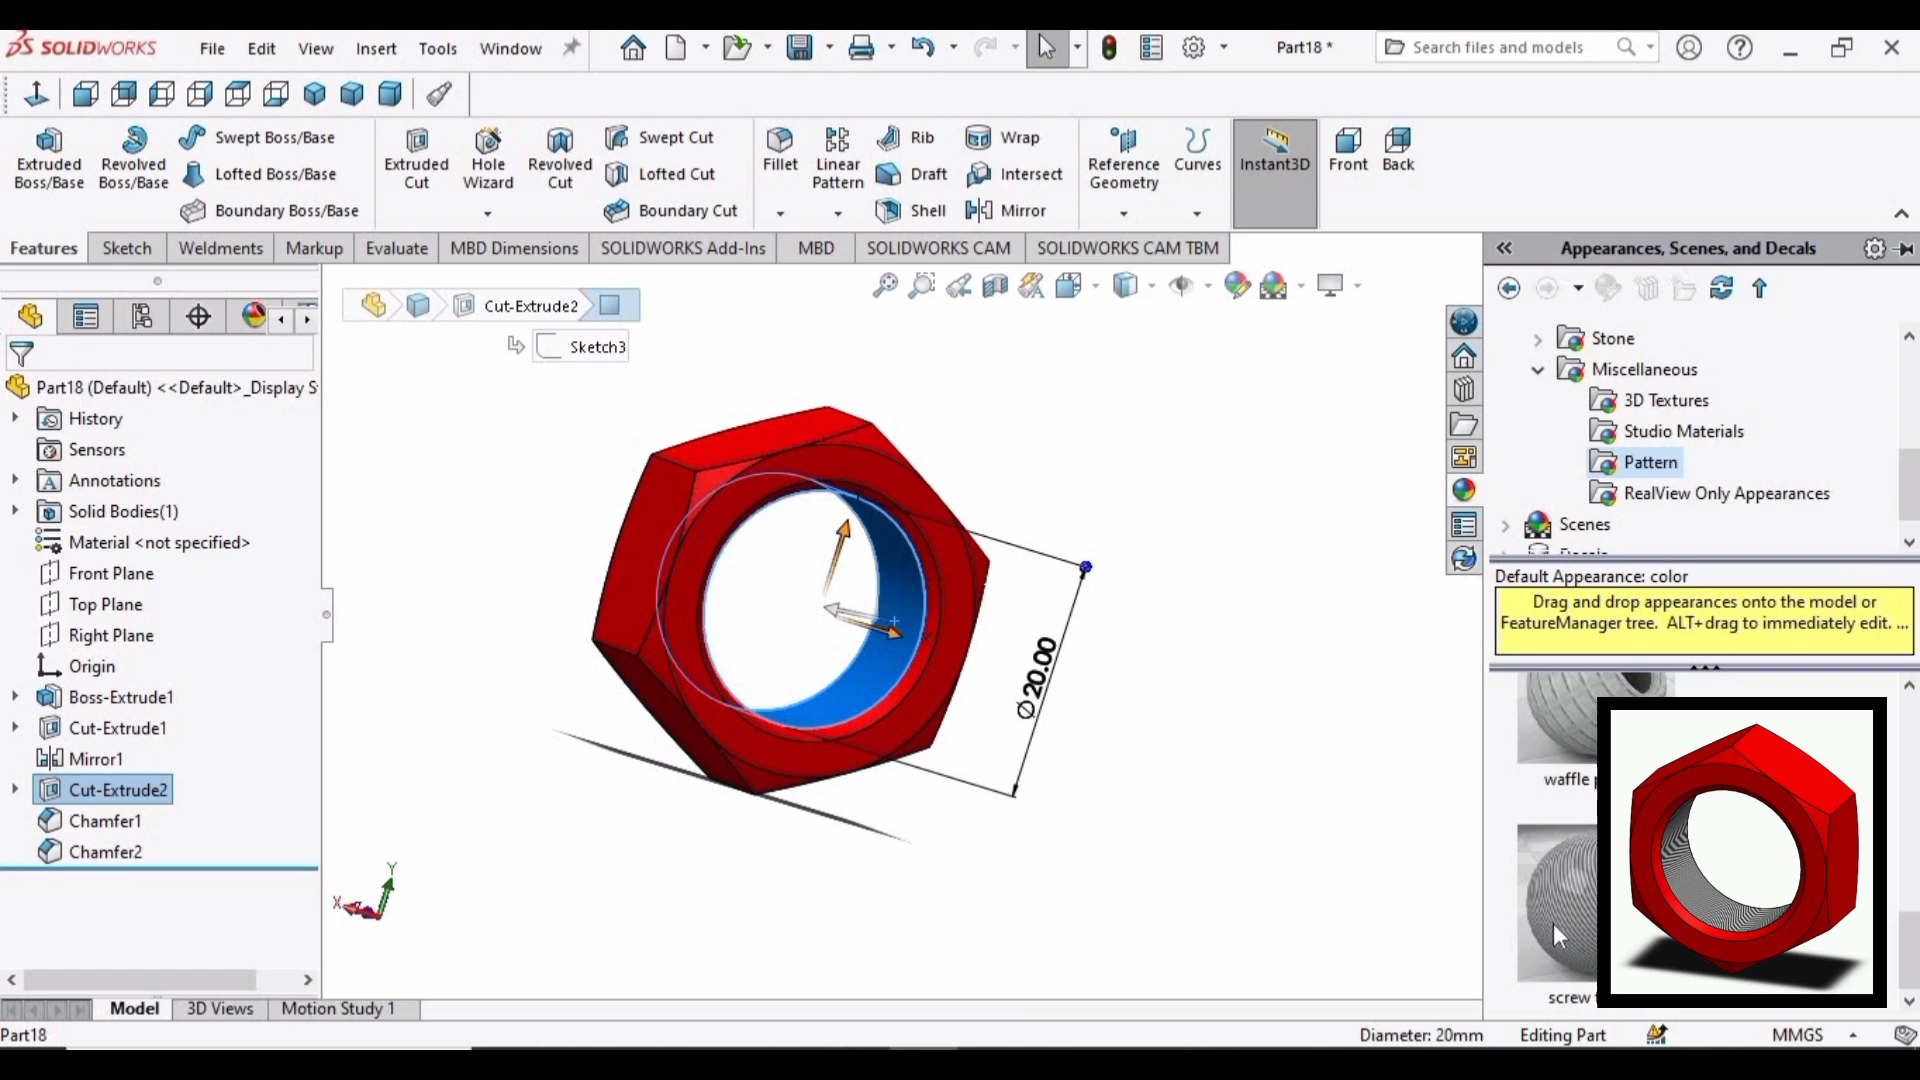 SOLIDWORKS File Edit View Insert Tools Window Part18 * Search files and models
Extruded Boss/Base
Revolved Boss/Base
Swept Boss/Base
Lofted Boss/Base
Boundary Boss/Base
Extruded Cut
Hole Wizard
Revolved Cut
Swept Cut
Lofted Cut
Boundary Cut
Fillet
Linear Pattern
Rib
Draft
Shell
Wrap
Intersect
Mirror
Reference Geometry
Curves
Instant3D
Front
Back
Features Sketch Weldments Markup Evaluate MBD Dimensions SOLIDWORKS Add-Ins MBD SOLIDWORKS CAM SOLIDWORKS CAM TBM
Part18 (Default) <<Default>_Display S
History
Sensors
Annotations
Solid Bodies(1)
Material <not specified>
Front Plane
Top Plane
Right Plane
Origin
Boss-Extrude1
Cut-Extrude1
Mirror1
Cut-Extrude2
Chamfer1
Chamfer2
Cut-Extrude2
Sketch3
∅20.00
Y
X
Z
Appearances, Scenes, and Decals
Stone
Miscellaneous
3D Textures
Studio Materials
Pattern
RealView Only Appearances
Scenes
Default Appearance: color
Drag and drop appearances onto the model or
FeatureManager tree. ALT+drag to immediately edit. ...
waffle
screw
Model 3D Views Motion Study 1
Part18 Diameter: 20mm Editing Part MMGS